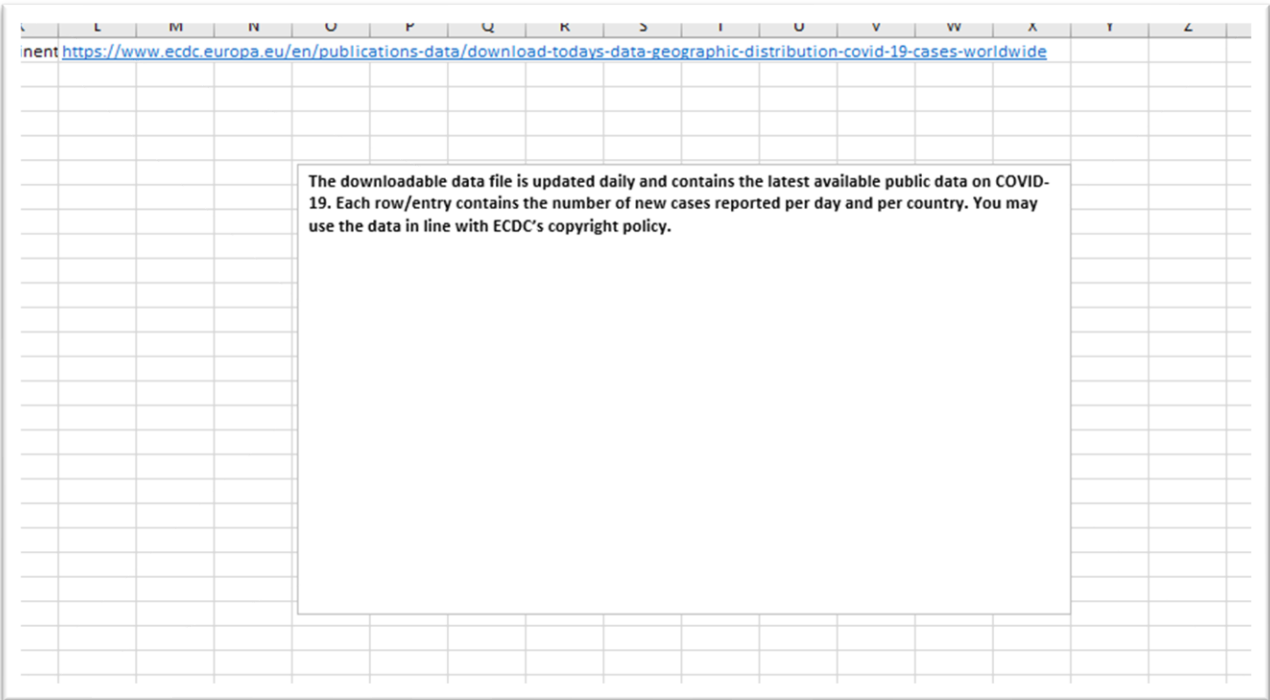 L M N O P Q R S T U V W X Y Z
inent https://www.ecdc.europa.eu/en/publications-data/download-todays-data-geographic-distribution-covid-19-cases-worldwide
The downloadable data file is updated daily and contains the latest available public data on COVID-
19. Each row/entry contains the number of new cases reported per day and per country. You may
use the data in line with ECDC’s copyright policy.